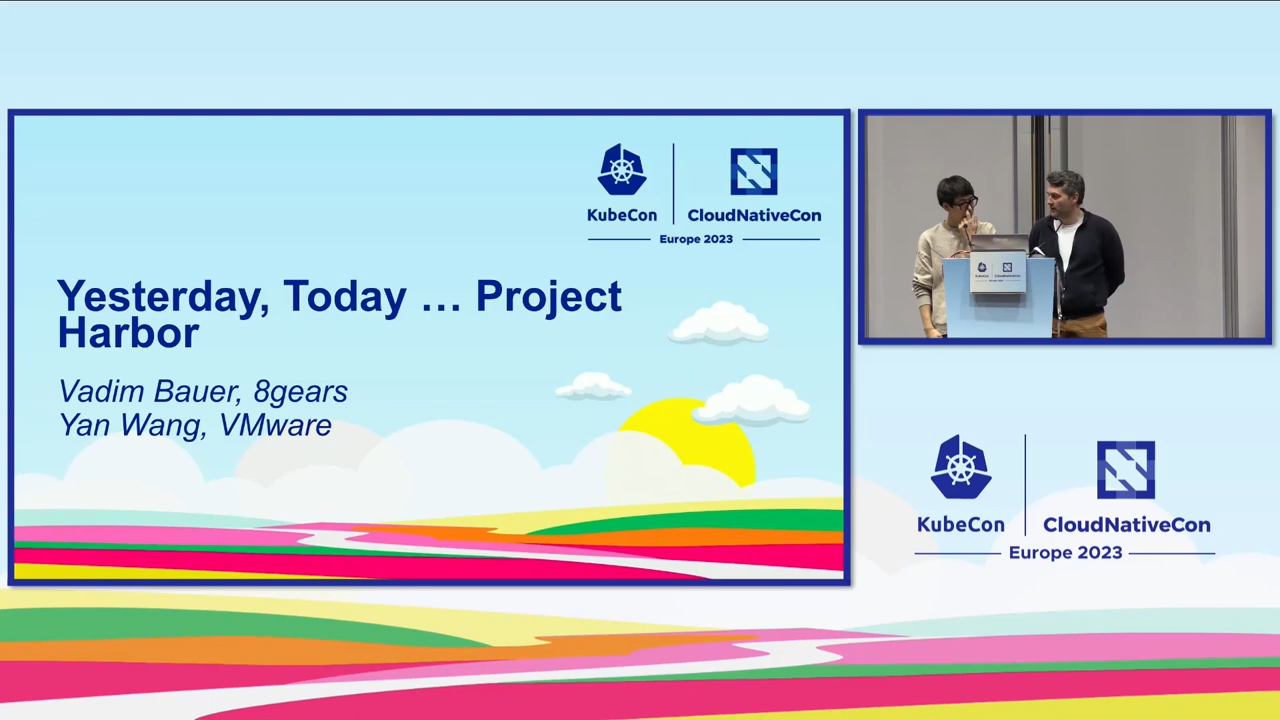 KubeCon
CloudNativeCon
Europe 2023
Yesterday, Today … Project
Harbor
Vadim Bauer, 8gears
Yan Wang, VMware
KubeCon
CloudNativeCon
Europe 2023